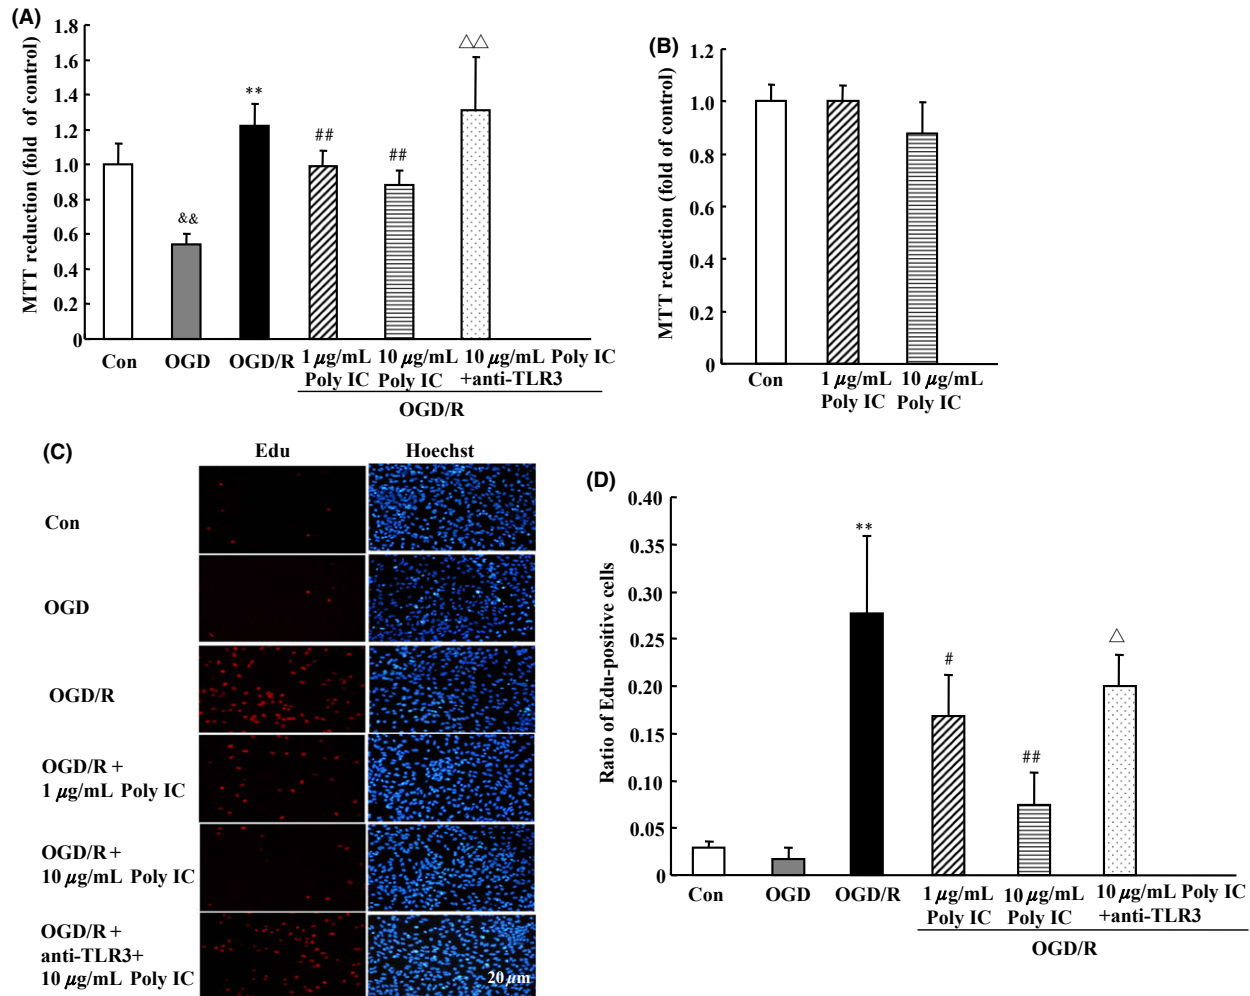 (A)
MTT reduction (fold of control)
1.8
1.6
1.4
1.2
1.0
0.8
0.6
0.4
0.2
0
&&
**
##
##
△△
Con
OGD
OGD/R
1 μg/mL
Poly IC
10 μg/mL
Poly IC
10 μg/mL Poly IC
+anti-TLR3
OGD/R
(B)
MTT reduction (fold of control)
1.2
1.0
0.8
0.6
0.4
0.2
0
Con
1 μg/mL
Poly IC
10 μg/mL
Poly IC
(C)
Edu
Hoechst
Con
OGD
OGD/R
OGD/R +
1 μg/mL Poly IC
OGD/R +
10 μg/mL Poly IC
OGD/R +
anti-TLR3+
10 μg/mL Poly IC
20 μm
(D)
Ratio of Edu-positive cells
0.40
0.35
0.30
0.25
0.20
0.15
0.10
0.05
0
**
#
##
△
Con
OGD
OGD/R
1 μg/mL
Poly IC
10 μg/mL
Poly IC
10 μg/mL Poly IC
+anti-TLR3
OGD/R